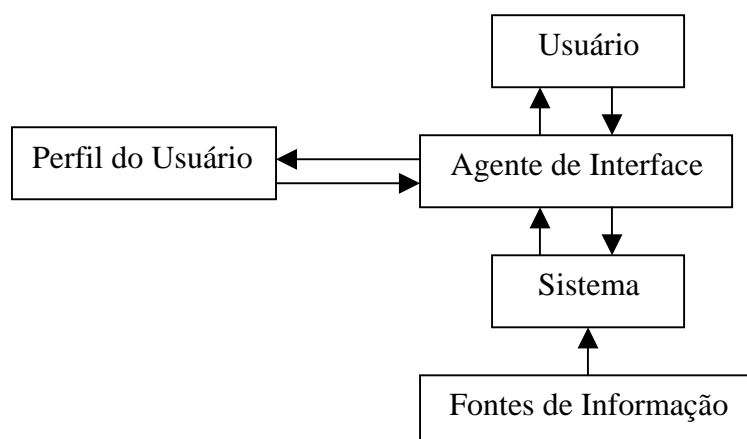 Usuário
Perfil do Usuário
Agente de Interface
Sistema
Fontes de Informação